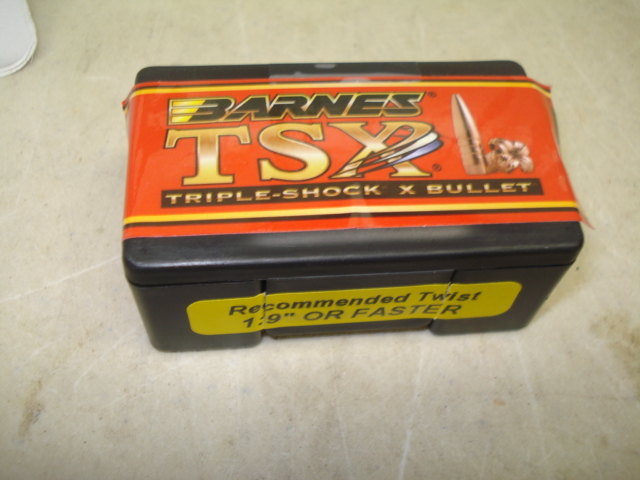 BARNES®
TSX®
TRIPLE-SHOCK X BULLET
Recommended Twist
1:9" OR FASTER